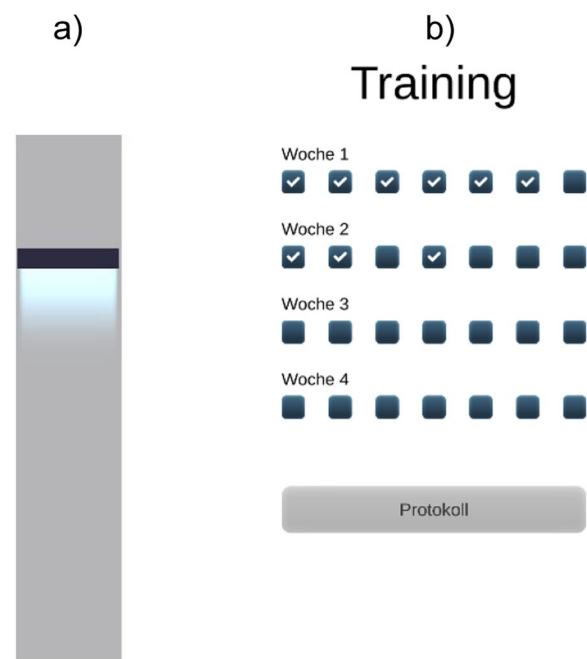 a)
b)
Training
Woche 1
Woche 2
Woche 3
Woche 4
Protokoll